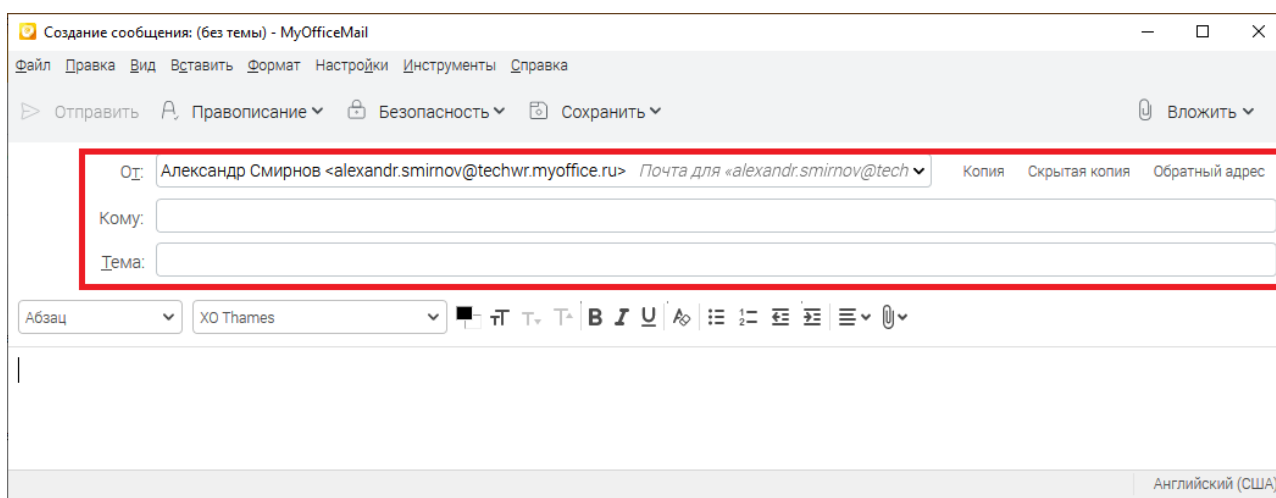 Создание сообщения: (без темы) - MyOfficeMail
Файл Правка Вид Вставить Формат Настройки Инструменты Справка
Отправить Правописание Безопасность Сохранить Вложить
От: Александр Смирнов <alexandr.smirnov@techwr.myoffice.ru> Почта для «alexandr.smirnov@tech Копия Скрытая копия Обратный адрес
Кому:
Тема:
Абзац XO Thames
Английский (США)